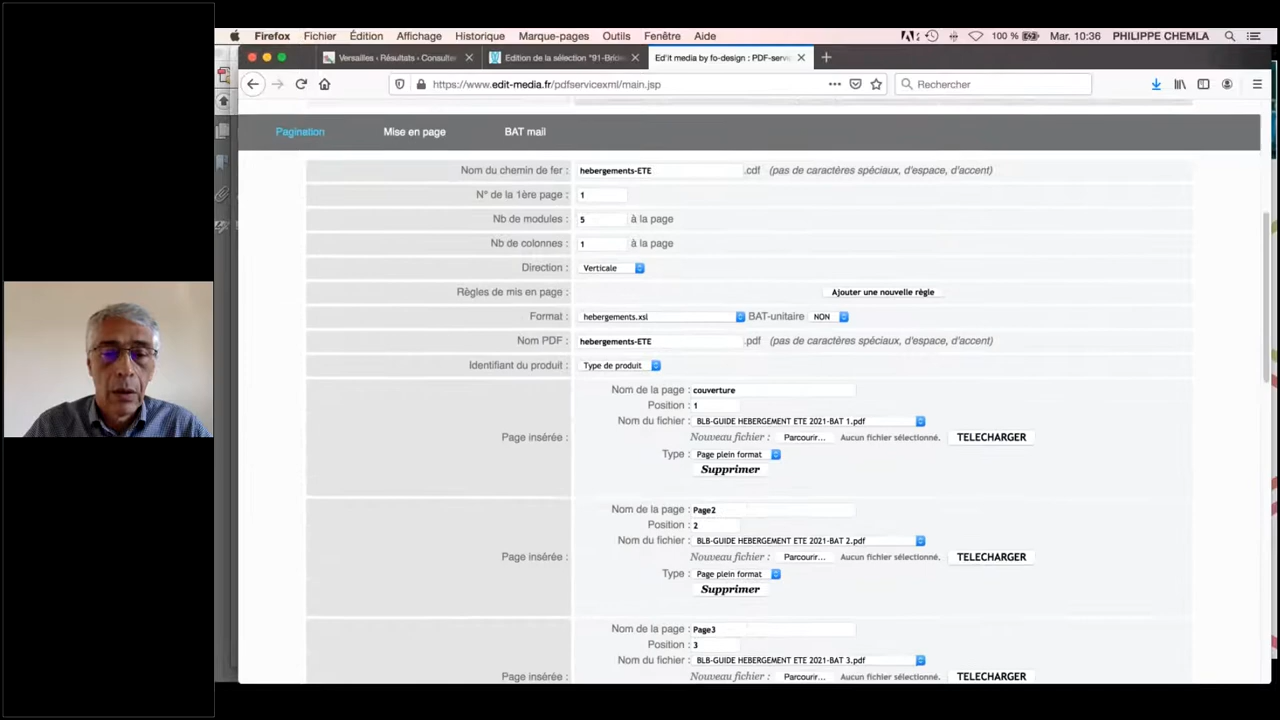 Firefox Fichier Édition Affichage Historique Marque-pages Outils Fenêtre Aide 100 % Mar. 10:36 PHILIPPE CHEMLA
Versailles ‹ Résultats ‹ Consulter Edition de la sélection "91-Brides Ed'it media by fo-design : PDF-serv
https://www.edit-media.fr/pdfservicexml/main.jsp Rechercher
Pagination Mise en page BAT mail
Nom du chemin de fer : hebergements-ETE .cdf (pas de caractères spéciaux, d'espace, d'accent)
N° de la 1ère page : 1
Nb de modules : 5 à la page
Nb de colonnes : 1 à la page
Direction : Verticale
Règles de mis en page : Ajouter une nouvelle règle
Format : hebergements.xsl BAT-unitaire NON
Nom PDF : hebergements-ETE .pdf (pas de caractères spéciaux, d'espace, d'accent)
Identifiant du produit : Type de produit
Nom de la page : couverture
Position : 1
Nom du fichier : BLB-GUIDE HEBERGEMENT ETE 2021-BAT 1.pdf
Page insérée : Nouveau fichier : Parcourir... Aucun fichier sélectionné. TELECHARGER
Type : Page plein format
Supprimer
Nom de la page : Page2
Position : 2
Nom du fichier : BLB-GUIDE HEBERGEMENT ETE 2021-BAT 2.pdf
Page insérée : Nouveau fichier : Parcourir... Aucun fichier sélectionné. TELECHARGER
Type : Page plein format
Supprimer
Nom de la page : Page3
Position : 3
Nom du fichier : BLB-GUIDE HEBERGEMENT ETE 2021-BAT 3.pdf
Page insérée : Nouveau fichier : Parcourir... Aucun fichier sélectionné. TELECHARGER